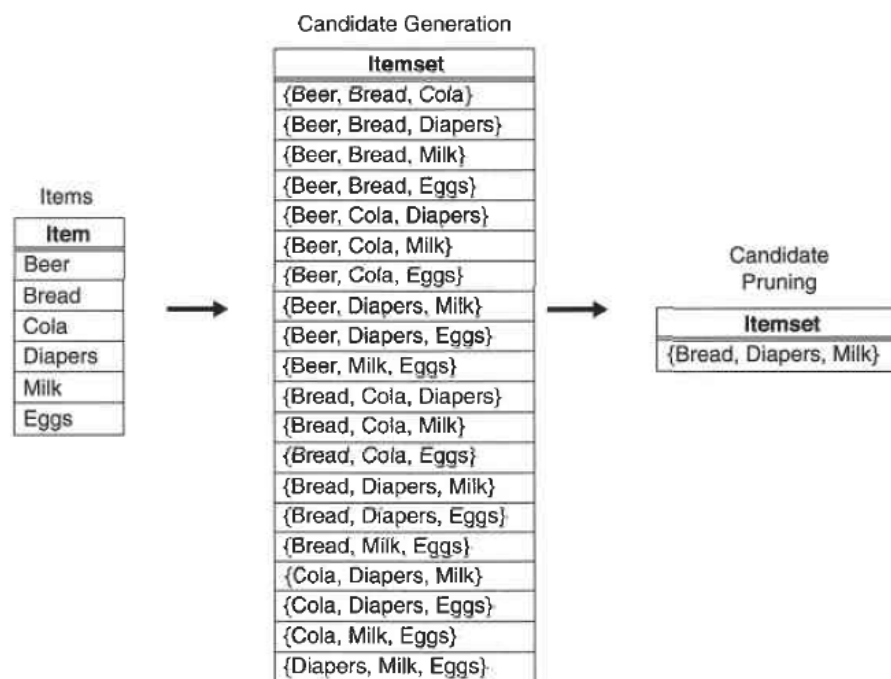 Candidate Generation
Itemset
{Beer, Bread, Cola}
{Beer, Bread, Diapers}
{Beer, Bread, Milk}
{Beer, Bread, Eggs}
{Beer, Cola, Diapers}
{Beer, Cola, Milk}
{Beer, Cola, Eggs}
{Beer, Diapers, Milk}
{Beer, Diapers, Eggs}
{Beer, Milk, Eggs}
{Bread, Cola, Diapers}
{Bread, Cola, Milk}
{Bread, Cola, Eggs}
{Bread, Diapers, Milk}
{Bread, Diapers, Eggs}
{Bread, Milk, Eggs}
{Cola, Diapers, Milk}
{Cola, Diapers, Eggs}
{Cola, Milk, Eggs}
{Diapers, Milk, Eggs}
Items
Item
Beer
Bread
Cola
Diapers
Milk
Eggs
Candidate
Pruning
Itemset
{Bread, Diapers, Milk}